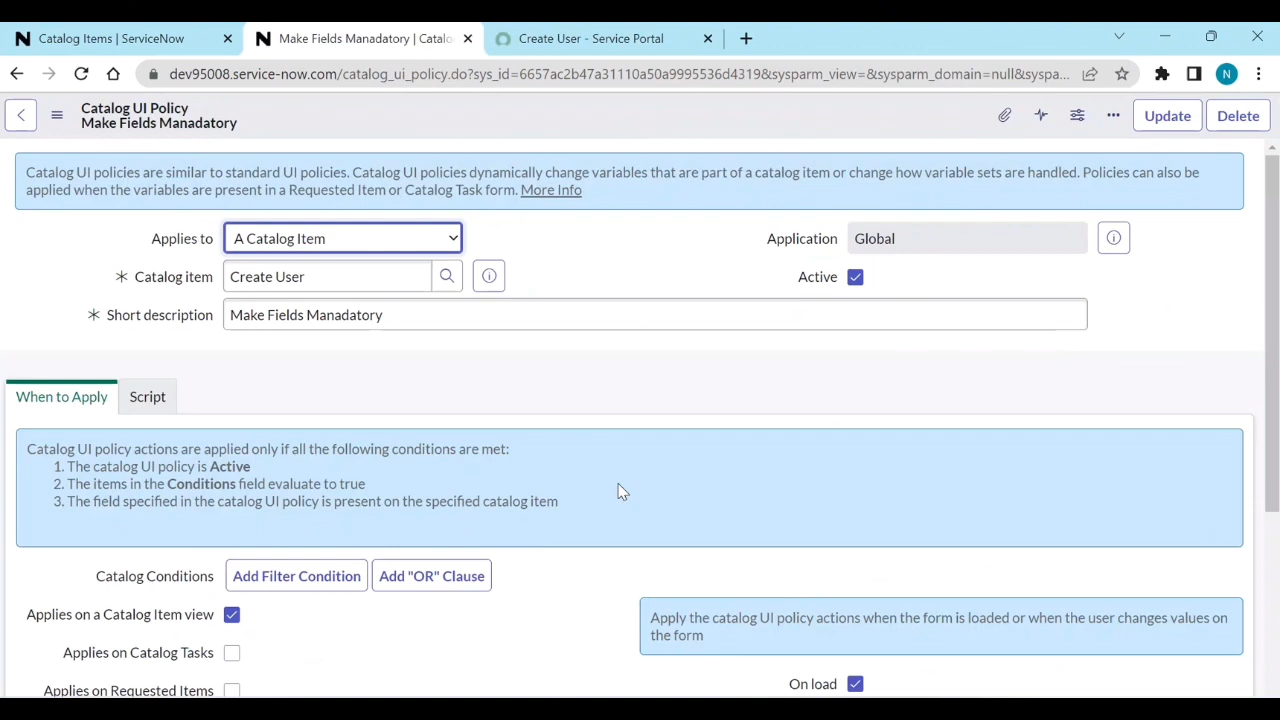 Catalog Items | ServiceNow
Make Fields Manadatory | Catalo
Create User - Service Portal
dev95008.service-now.com/catalog_ui_policy.do?sys_id=6657ac2b47a31110a50a9995536d4319&sysparm_view=&sysparm_domain=null&syspa...
N
Catalog UI Policy
Make Fields Manadatory
Update
Delete
Catalog UI policies are similar to standard UI policies. Catalog UI policies dynamically change variables that are part of a catalog item or change how variable sets are handled. Policies can also be
applied when the variables are present in a Requested Item or Catalog Task form. More Info
Applies to A Catalog Item
Application Global
Catalog item Create User
Active
Short description Make Fields Manadatory
When to Apply
Script
Catalog UI policy actions are applied only if all the following conditions are met:
1. The catalog UI policy is Active
2. The items in the Conditions field evaluate to true
3. The field specified in the catalog UI policy is present on the specified catalog item
Catalog Conditions Add Filter Condition Add "OR" Clause
Applies on a Catalog Item view
Apply the catalog UI policy actions when the form is loaded or when the user changes values on
the form
Applies on Catalog Tasks
On load
Applies on Requested Items